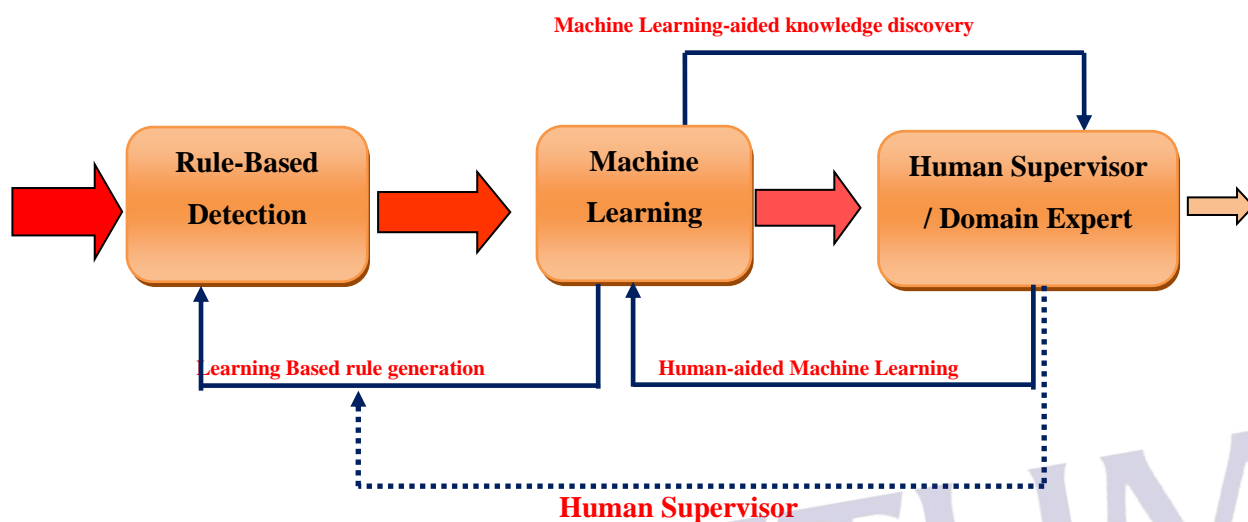 Machine Learning-aided knowledge discovery
Rule-Based
Detection
Machine
Learning
Human Supervisor
/ Domain Expert
Learning Based rule generation
Human-aided Machine Learning
Human Supervisor